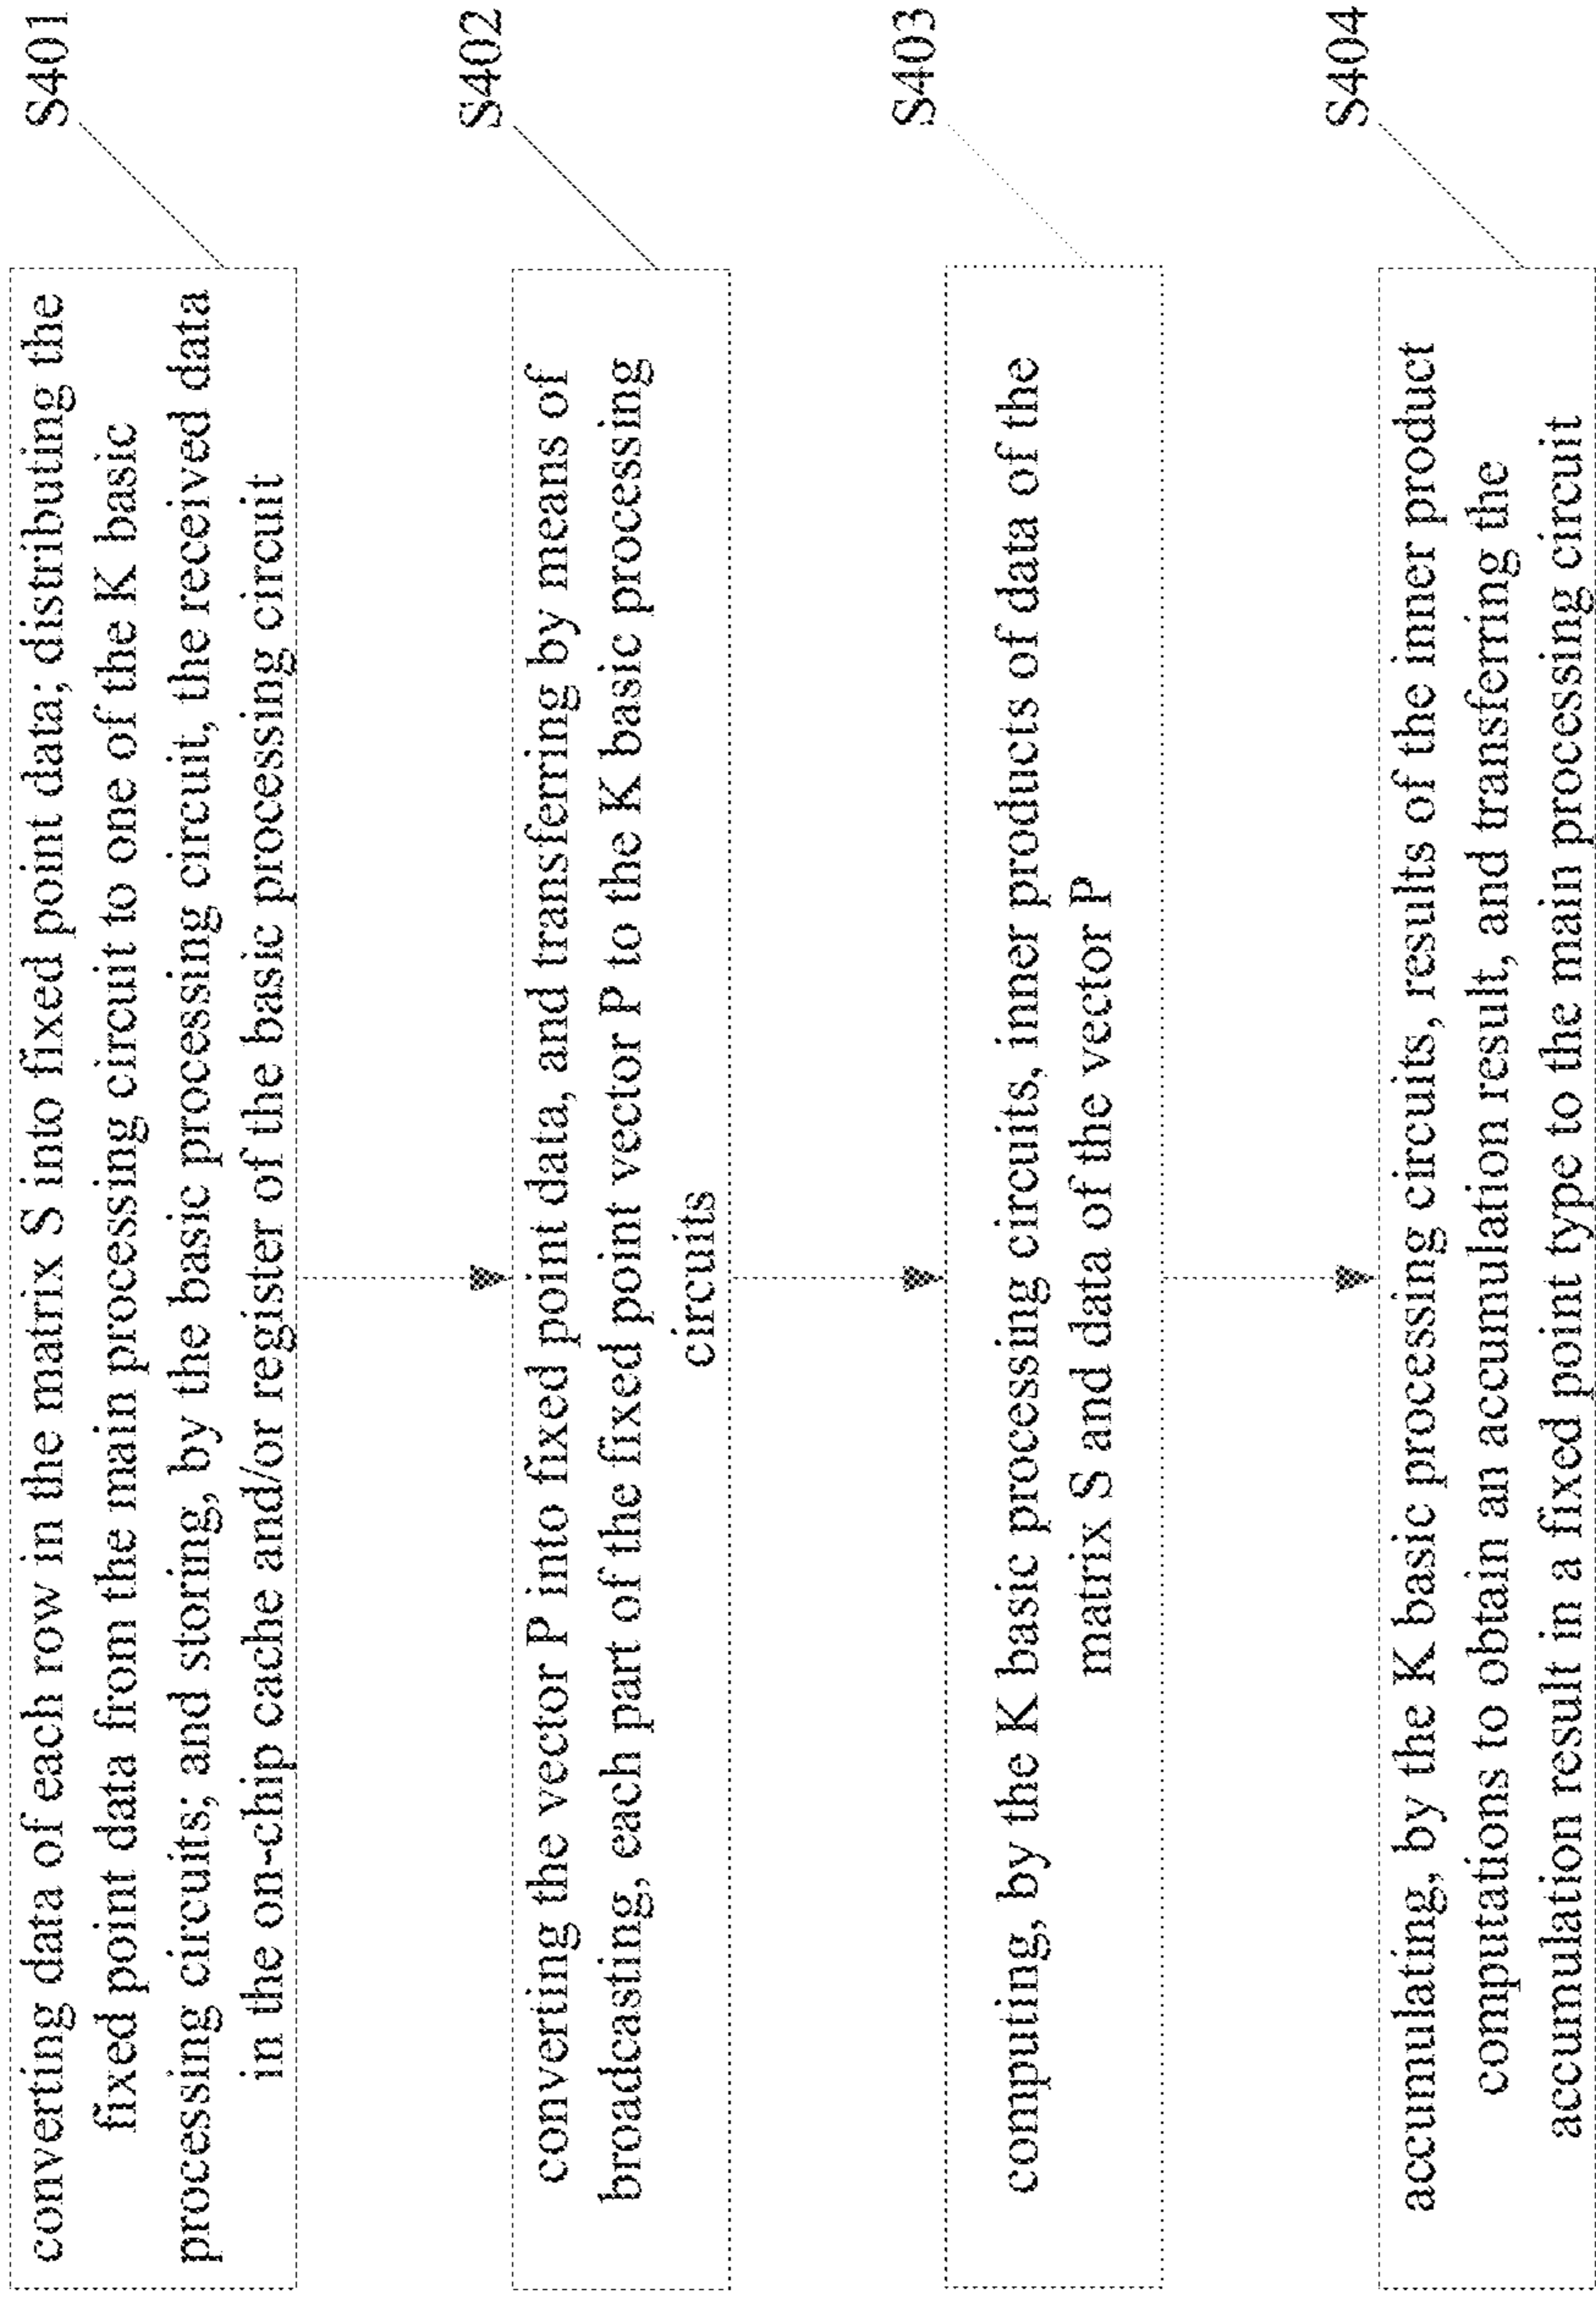 converting data of each row in the matrix S into fixed point data; distributing the
fixed point data from the main processing circuit to one of the K basic
processing circuits; and storing, by the basic processing circuit, the received data
in the on-chip cache and/or register of the basic processing circuit
S401
converting the vector P into fixed point data, and transferring by means of
broadcasting, each part of the fixed point vector P to the K basic processing
circuits
S402
computing, by the K basic processing circuits, inner products of data of the
matrix S and data of the vector P
S403
accumulating, by the K basic processing circuits, results of the inner product
computations to obtain an accumulation result, and transferring the
accumulation result in a fixed point type to the main processing circuit
S404